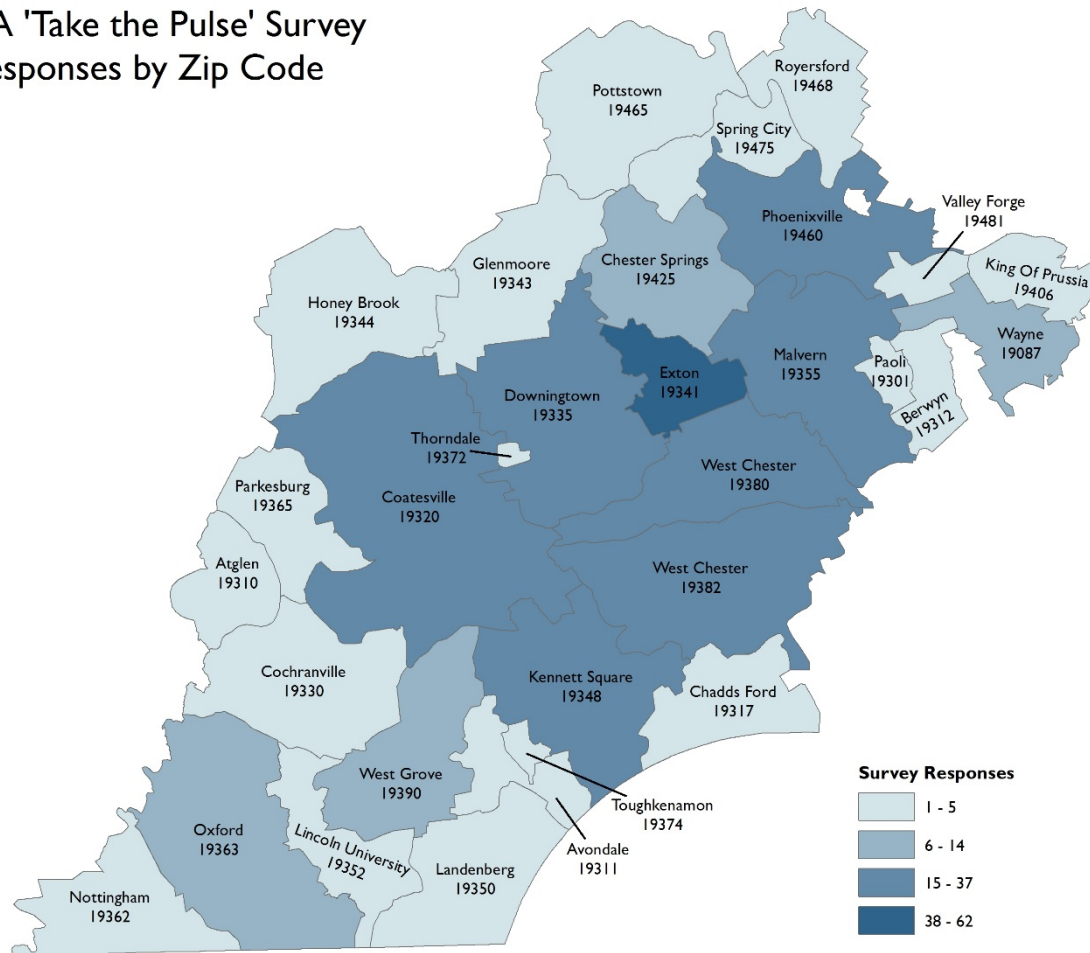 A 'Take the Pulse' Survey
esponses by Zip Code
Royersford
19468
Pottstown
19465
Spring City
19475
Valley Forge
19481
Phoenixville
19460
King Of Prussia
19406
Chester Springs
19425
Glenmoore
19343
Honey Brook
19344
Wayne
19087
Malvern
19355
Paoli
19301
Exton
19341
Downingtown
19335
Berwyn
19312
Thorndale
19372
West Chester
19380
Parkesburg
19365
Coatesville
19320
Atglen
19310
West Chester
19382
Cochranville
19330
Kennett Square
19348
Chadds Ford
19317
West Grove
19390
Toughkenamon
19374
Oxford
19363
Lincoln University
19352
Avondale
19311
Landenberg
19350
Nottingham
19362
Survey Responses
1 - 5
6 - 14
15 - 37
38 - 62